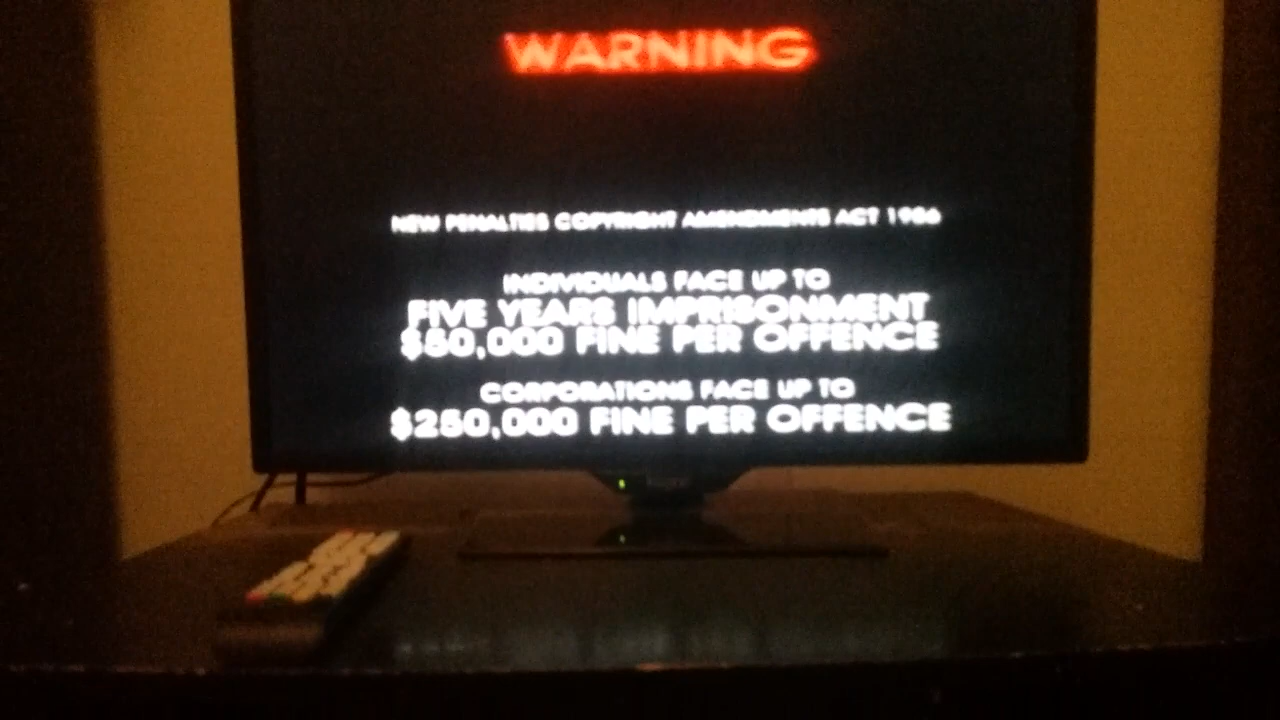 WARNING
NEW PENALTIES COPYRIGHT AMENDMENTS ACT 1986
INDIVIDUALS FACE UP TO
FIVE YEARS IMPRISONMENT
$50,000 FINE PER OFFENCE
CORPORATIONS FACE UP TO
$250,000 FINE PER OFFENCE